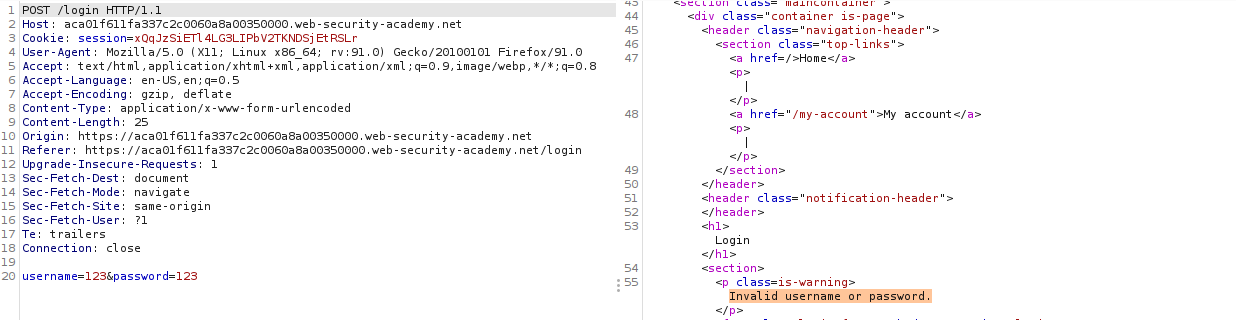 1 POST /login HTTP/1.1
2 Host: aca01f611fa337c2c0060a8a00350000.web-security-academy.net
3 Cookie: session=xQqJzSiETl4LG3LIPbV2TKNDSjEtRSLr
4 User-Agent: Mozilla/5.0 (X11; Linux x86_64; rv:91.0) Gecko/20100101 Firefox/91.0
5 Accept: text/html,application/xhtml+xml,application/xml;q=0.9,image/webp,*/*;q=0.8
6 Accept-Language: en-US,en;q=0.5
7 Accept-Encoding: gzip, deflate
8 Content-Type: application/x-www-form-urlencoded
9 Content-Length: 25
10 Origin: https://aca01f611fa337c2c0060a8a00350000.web-security-academy.net
11 Referer: https://aca01f611fa337c2c0060a8a00350000.web-security-academy.net/login
12 Upgrade-Insecure-Requests: 1
13 Sec-Fetch-Dest: document
14 Sec-Fetch-Mode: navigate
15 Sec-Fetch-Site: same-origin
16 Sec-Fetch-User: ?1
17 Te: trailers
18 Connection: close
19
20 username=123&password=123
43 <section class="maincontainer">
44 <div class="container is-page">
45 <header class="navigation-header">
46 <section class="top-links">
47 <a href=/>Home</a>
<p>
|
</p>
48 <a href="/my-account">My account</a>
<p>
|
</p>
49 </section>
50 </header>
51 <header class="notification-header">
52 </header>
53 <h1>
Login
</h1>
54 <section>
55 <p class=is-warning>
Invalid username or password.
</p>